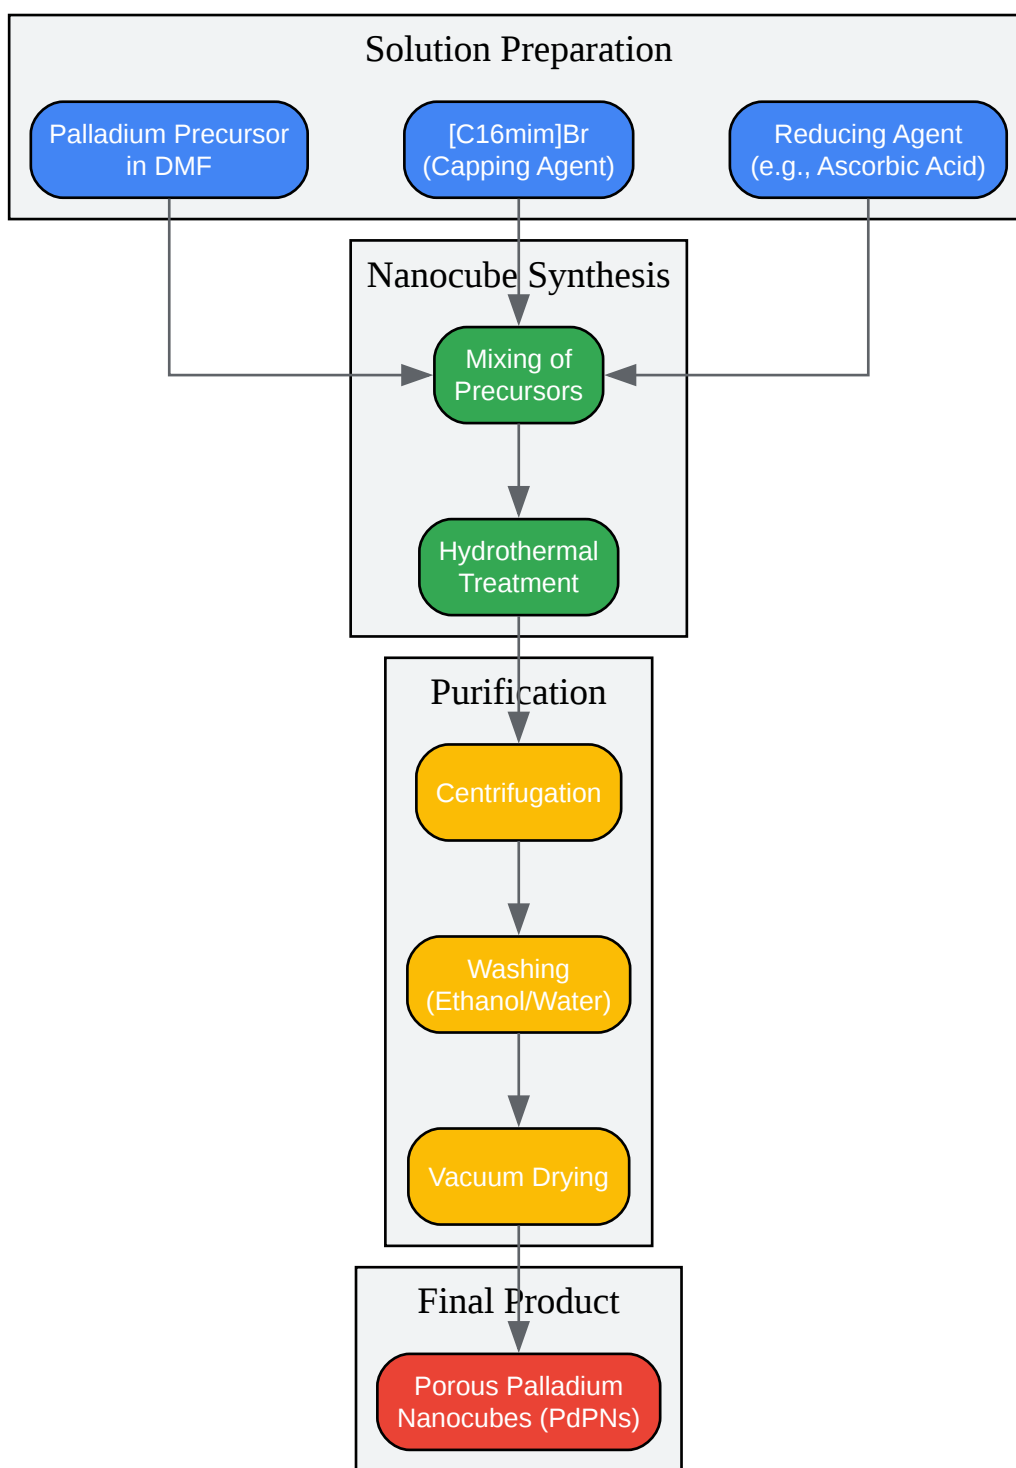 Solution Preparation
Palladium Precursor
in DMF
[C16mim]Br
(Capping Agent)
Reducing Agent
(e.g., Ascorbic Acid)
Nanocube Synthesis
Mixing of
Precursors
Hydrothermal
Treatment
Purification
Centrifugation
Washing
(Ethanol/Water)
Vacuum Drying
Final Product
Porous Palladium
Nanocubes (PdPNs)